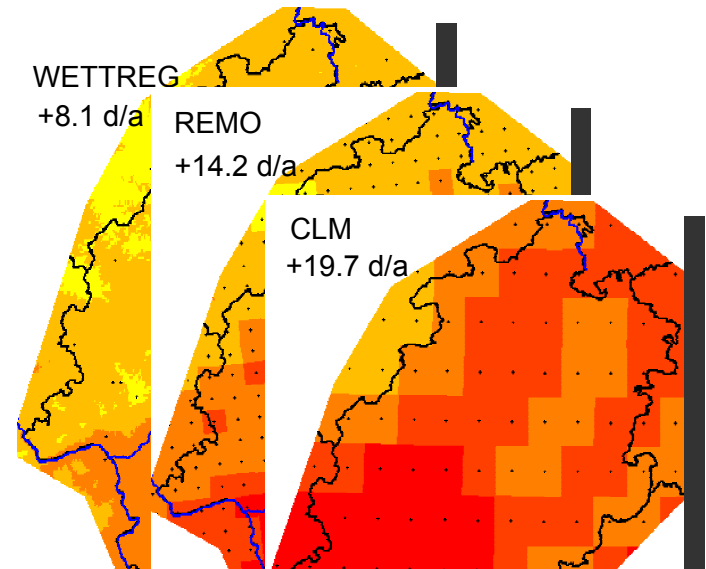 WETTREG
+8.1 d/a
REMO
+14.2 d/a
CLM
+19.7 d/a